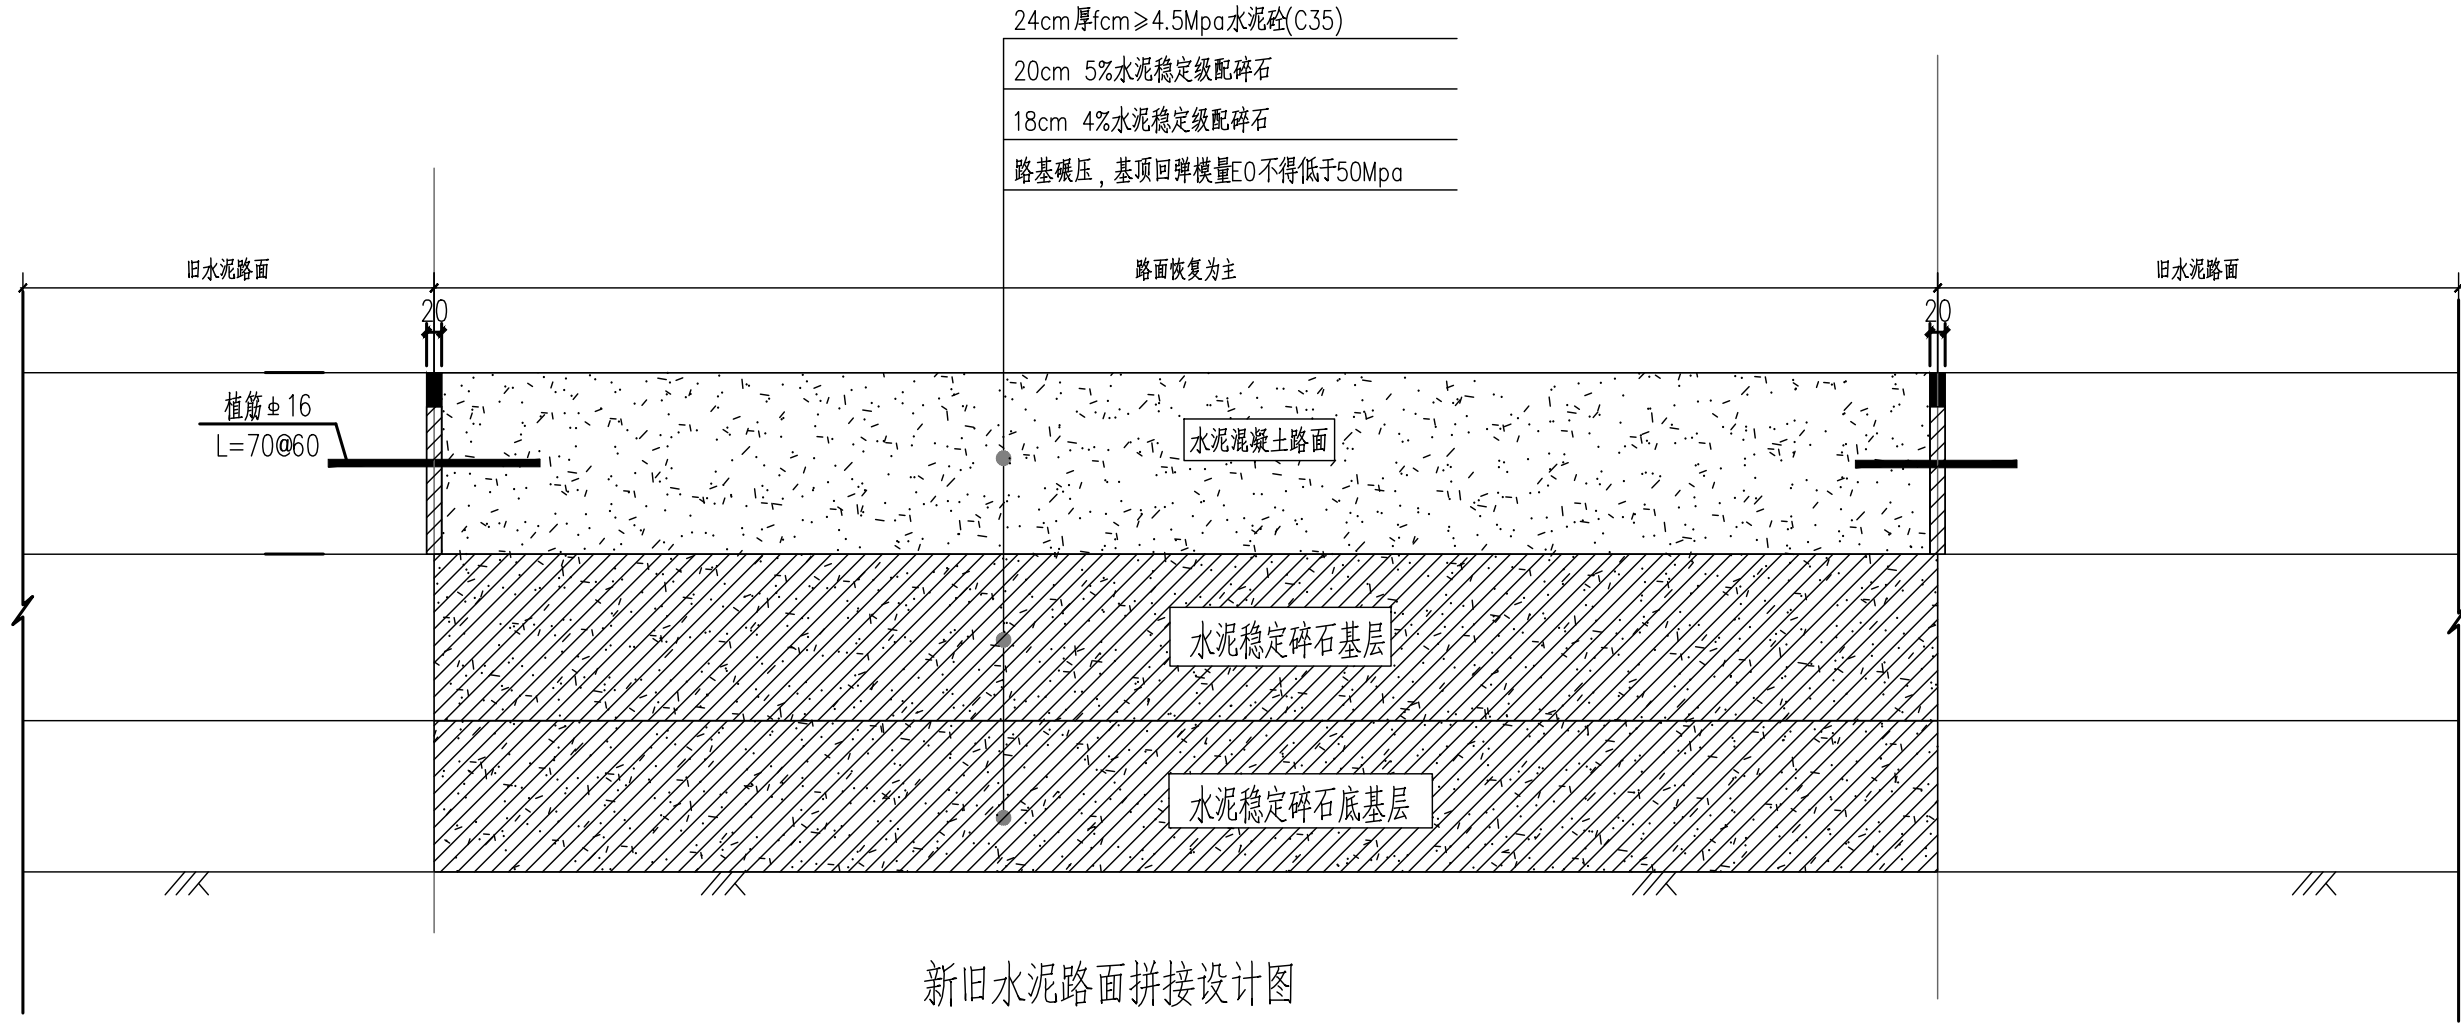 24cm厚fcm≥4.5Mpa水泥砼(C35)
20cm 5%水泥稳定级配碎石
18cm 4%水泥稳定级配碎石
路基碾压，基顶回弹模量E0不得低于50Mpa
旧水泥路面
路面恢复为主
旧水泥路面
20
20
植筋⌽16
L=70@60
水泥混凝土路面
水泥稳定碎石基层
水泥稳定碎石底基层
新旧水泥路面拼接设计图